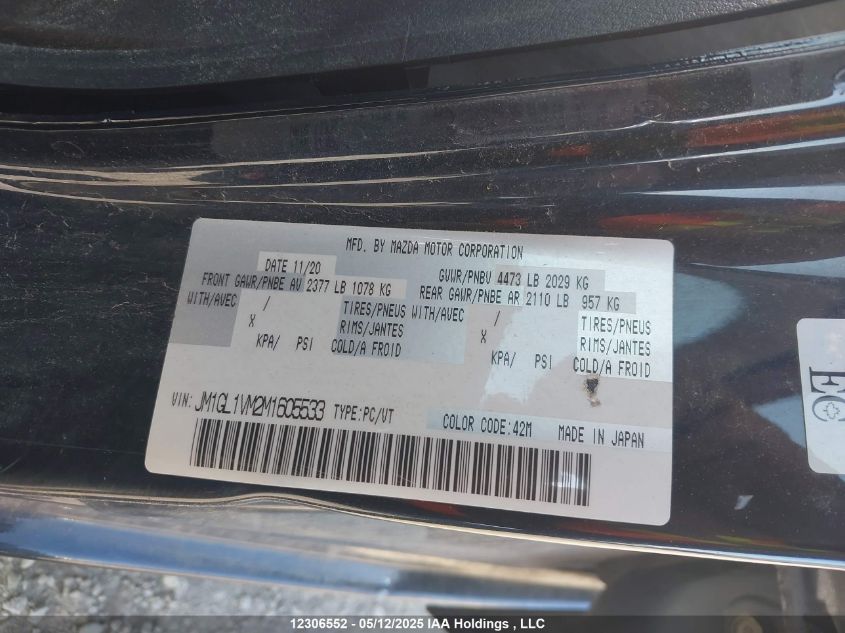 MFD. BY MAZDA MOTOR CORPORATION
DATE 11/20
GVWR/PNBV 4473 LB 2029 KG
FRONT GAWR/PNBE AV 2377 LB 1078 KG
REAR GAWR/PNBE AR 2110 LB 957 KG
WITH/AVEC / TIRES/PNEUS WITH/AVEC / TIRES/PNEUS
X RIMS/JANTES X RIMS/JANTES
KPA/ PSI COLD/A FROID KPA/ PSI COLD/A FROID
VIN: JM1GL1VM2M1605533 TYPE:PC/VT
COLOR CODE:42M MADE IN JAPAN
EC
12306552 - 05/12/2025 IAA Holdings , LLC